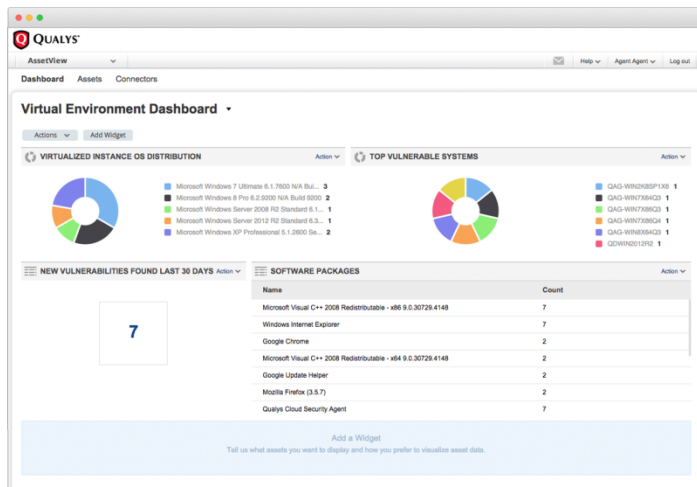 QUALYS®
AssetView
Help
Agent Agent
Log out
Dashboard Assets Connectors
Virtual Environment Dashboard
Actions
Add Widget
VIRTUALIZED INSTANCE OS DISTRIBUTION
Action
Microsoft Windows 7 Ultimate 6.1.7600 N/A Bui... 3
Microsoft Windows 8 Pro 6.2.9200 N/A Build 9200 2
Microsoft Windows Server 2008 R2 Standard 6.1... 1
Microsoft Windows Server 2012 R2 Standard 6.3... 1
Microsoft Windows XP Professional 5.1.2600 Se... 2
TOP VULNERABLE SYSTEMS
Action
QAG-WIN2K8SP1X6 1
QAG-WIN7X64Q3 1
QAG-WIN7X86Q3 1
QAG-WIN7X86Q4 1
QAG-WIN8X64Q3 1
QDWIN2012R2 1
NEW VULNERABILITIES FOUND LAST 30 DAYS
Action
7
SOFTWARE PACKAGES
Action
Name Count
Microsoft Visual C++ 2008 Redistributable - x86 9.0.30729.4148 7
Windows Internet Explorer 7
Google Chrome 2
Microsoft Visual C++ 2008 Redistributable - x64 9.0.30729.4148 2
Google Update Helper 2
Mozilla Firefox (3.5.7) 2
Qualys Cloud Security Agent 7
Add a Widget
Tell us what assets you want to display and how you prefer to visualize asset data.